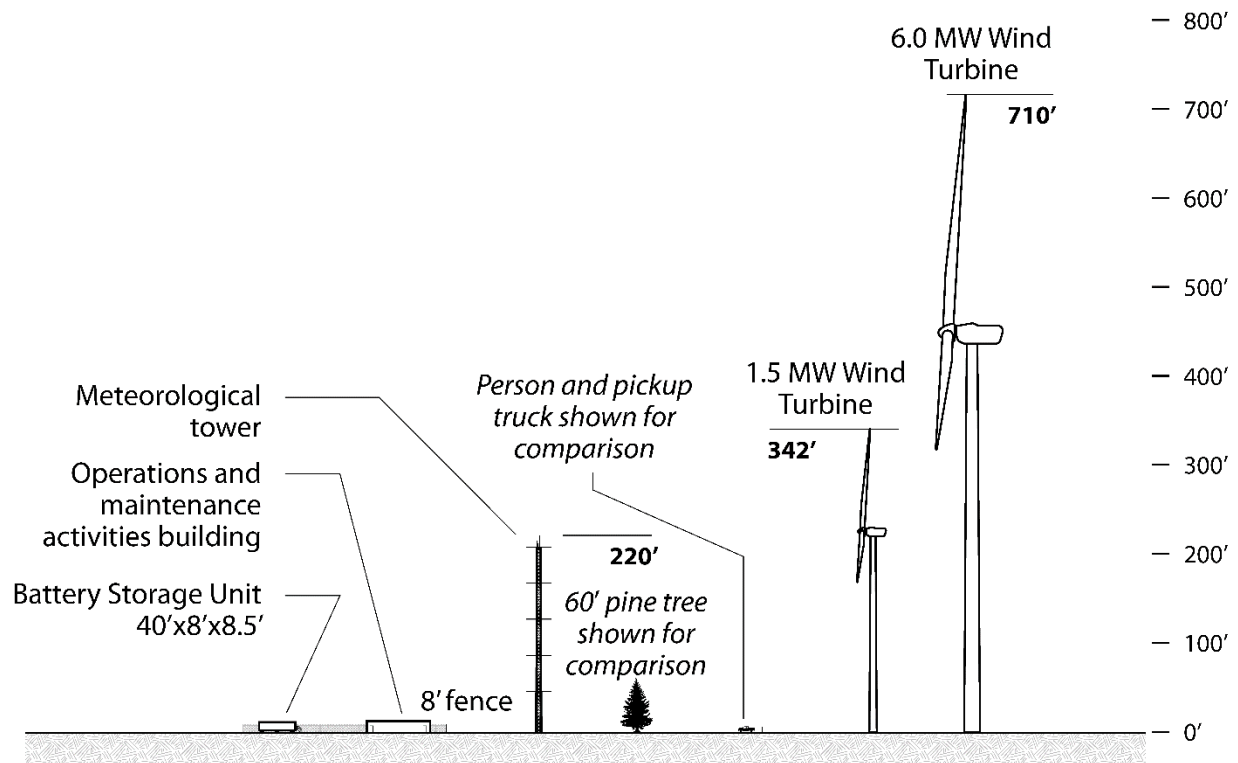 6.0 MW Wind
Turbine
710′
1.5 MW Wind
Turbine
342′
Person and pickup
truck shown for
comparison
Meteorological
tower
220′
Operations and
maintenance
activities building
60′ pine tree
shown for
comparison
Battery Storage Unit
40′x8′x8.5′
8′ fence
800′
700′
600′
500′
400′
300′
200′
100′
0′